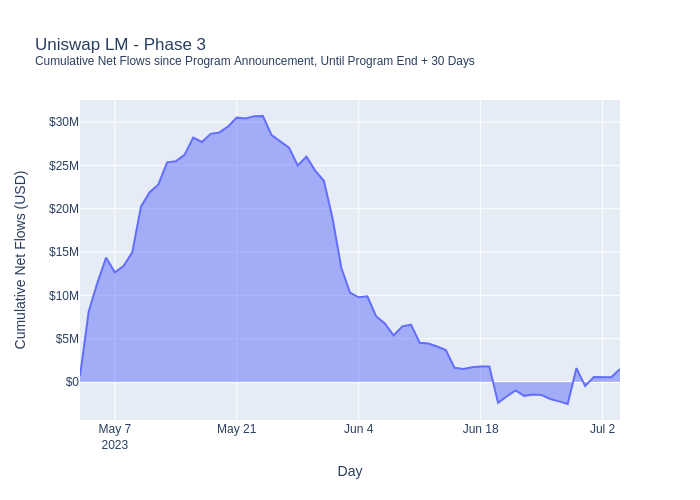 Uniswap LM - Phase 3
Cumulative Net Flows since Program Announcement, Until Program End + 30 Days
Cumulative Net Flows (USD)
$30M
$25M
$20M
$15M
$10M
$5M
$0
May 7
2023
May 21
Jun 4
Jun 18
Jul 2
Day